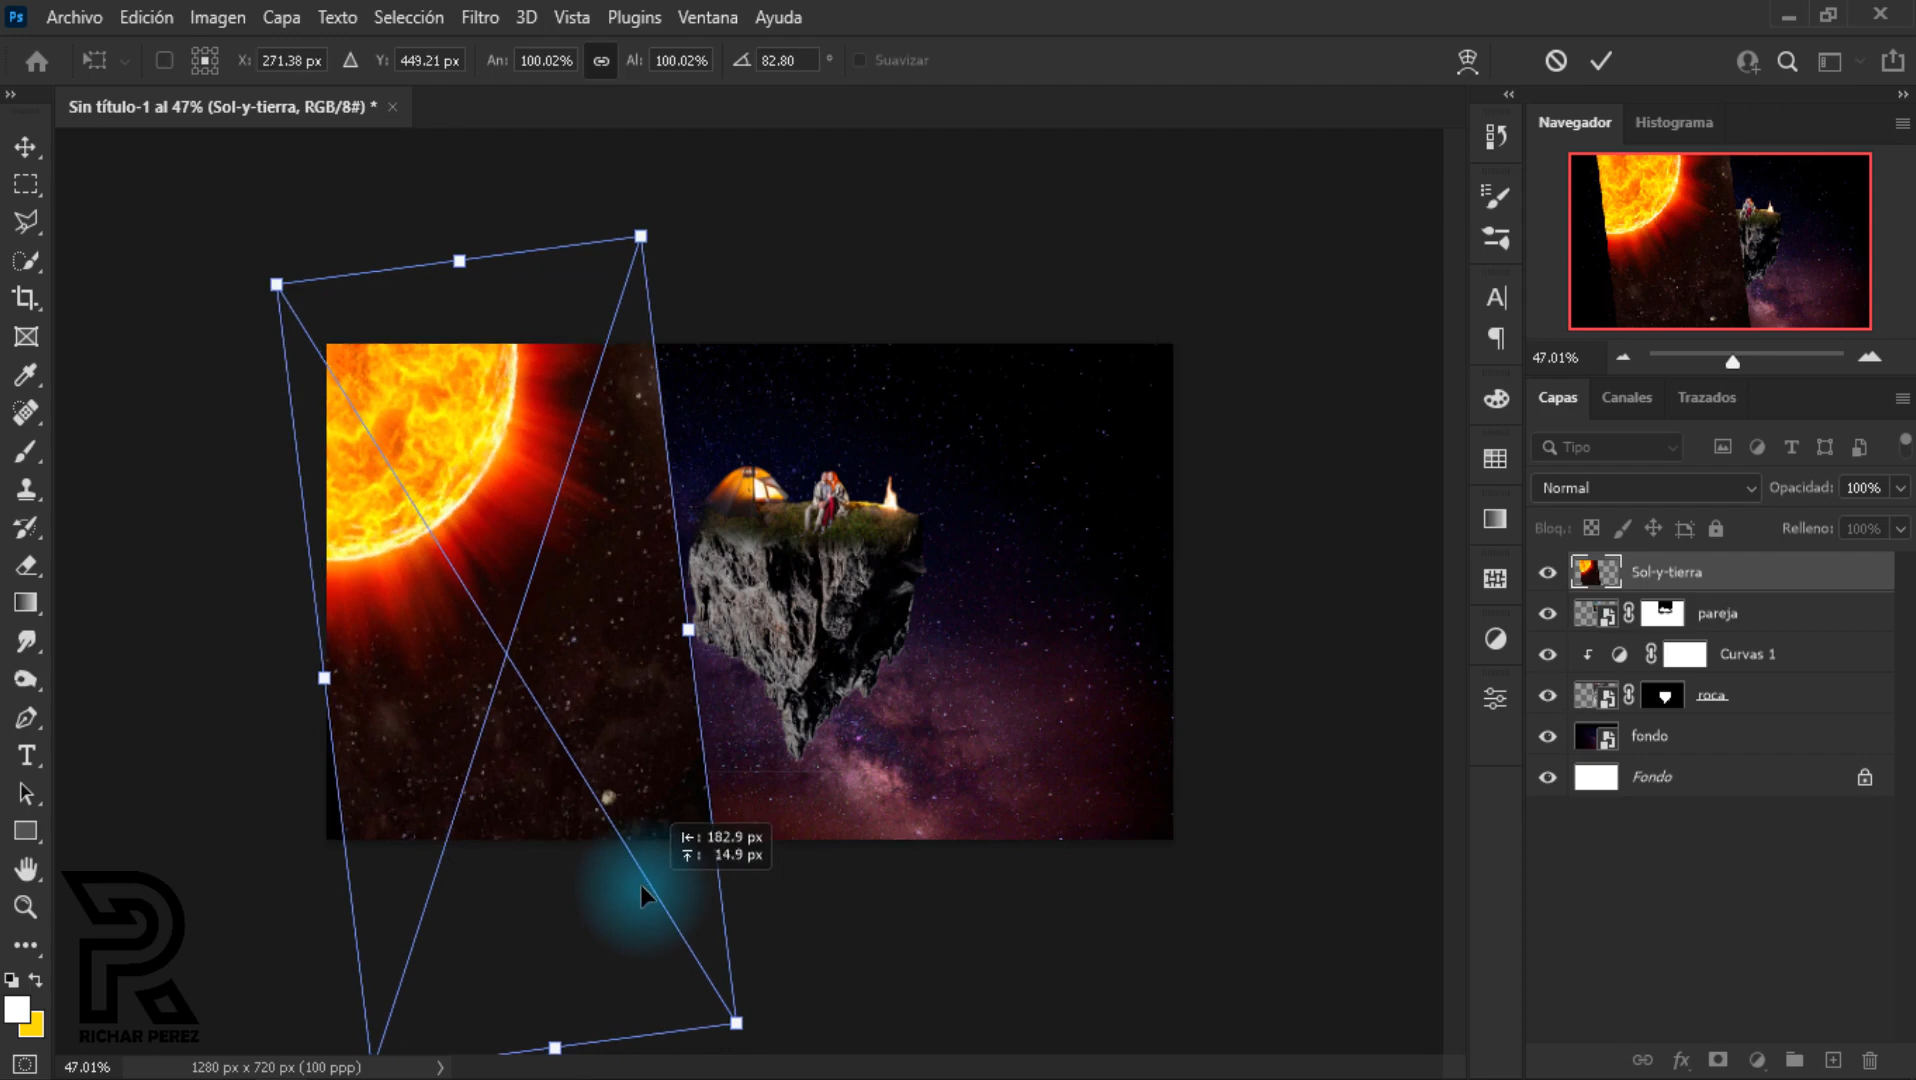 Ps Archivo Edición Imagen Capa Texto Selección Filtro 3D Vista Plugins Ventana Ayuda
X: 271.38 px Y: 449.21 px An: 100.02% Al: 100.02% 82.80 ° Suavizar
Sin título-1 al 47% (Sol-y-tierra, RGB/8#) * ×
Navegador Histograma
47.01%
Capas Canales Trazados
Tipo
Normal Opacidad: 100%
Bloq.: Relleno: 100%
Sol-y-tierra
pareja
Curvas 1
roca
fondo
Fondo
: 182.9 px
: 14.9 px
RICHAR PEREZ
47.01% 1280 px x 720 px (100 ppp)